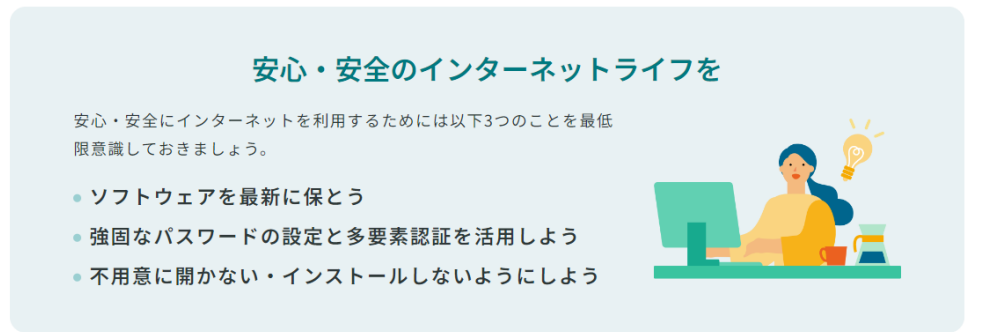 安心・安全のインターネットライフを
安心・安全にインターネットを利用するためには以下3つのことを最低
限意識しておきましょう。
ソフトウェアを最新に保とう
強固なパスワードの設定と多要素認証を活用しよう
不用意に開かない・インストールしないようにしよう